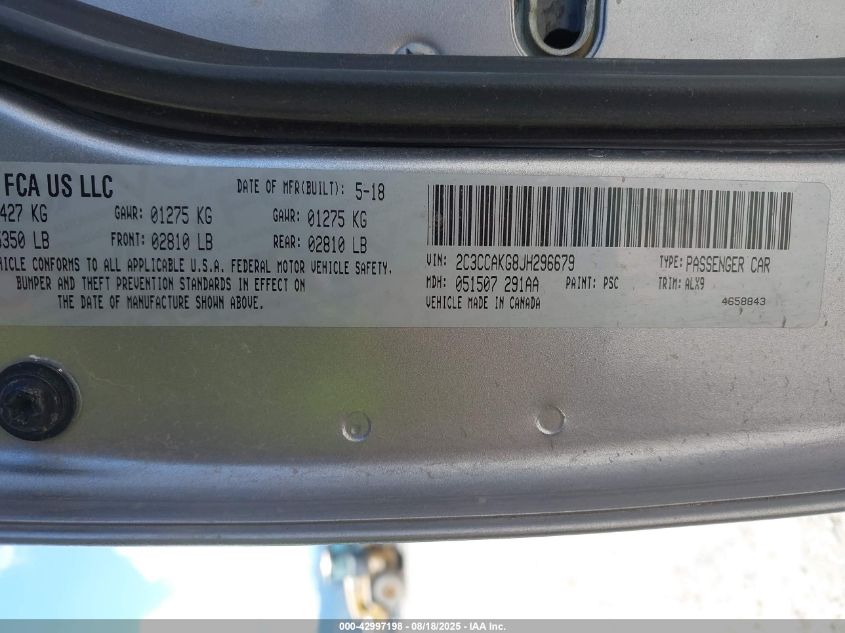 FCA US LLC DATE OF MFR(BUILT): 5-18
427 KG GAWR: 01275 KG GAWR: 01275 KG
350 LB FRONT: 02810 LB REAR: 02810 LB
HICLE CONFORMS TO ALL APPLICABLE U.S.A. FEDERAL MOTOR VEHICLE SAFETY,
BUMPER AND THEFT PREVENTION STANDARDS IN EFFECT ON
THE DATE OF MANUFACTURE SHOWN ABOVE.
VIN: 2C3CCAKG8JH296679 TYPE: PASSENGER CAR
MDH: 051507 291AA PAINT: PSC TRIM: ALX9
VEHICLE MADE IN CANADA 4658843
000-42997198 - 08/18/2025 - IAA Inc.